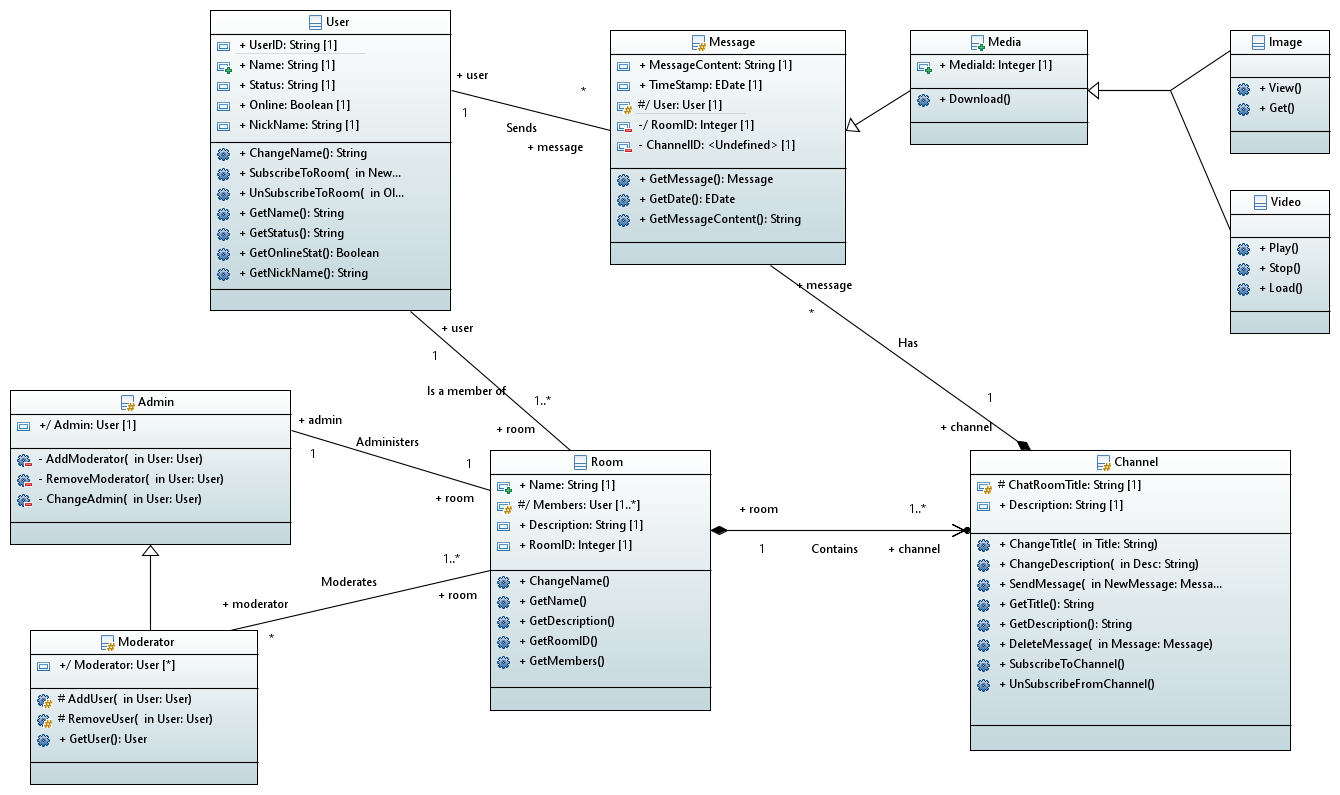 User
+ UserID: String [1]
+ Name: String [1]
+ Status: String [1]
+ Online: Boolean [1]
+ NickName: String [1]
+ ChangeName(): String
+ SubscribeToRoom( in New...
+ UnSubscribeToRoom( in Ol...
+ GetName(): String
+ GetStatus(): String
+ GetOnlineStat(): Boolean
+ GetNickName(): String
+ user
1
*
Sends
+ message
Message
+ MessageContent: String [1]
+ TimeStamp: EDate [1]
#/ User: User [1]
-/ RoomID: Integer [1]
- ChannelID: <Undefined> [1]
+ GetMessage(): Message
+ GetDate(): EDate
+ GetMessageContent(): String
Media
+ MediaId: Integer [1]
+ Download()
Image
+ View()
+ Get()
Video
+ Play()
+ Stop()
+ Load()
+ message
*
Has
1
+ channel
+ user
1
Is a member of
1..*
+ room
Admin
+/ Admin: User [1]
- AddModerator( in User: User)
- RemoveModerator( in User: User)
- ChangeAdmin( in User: User)
+ admin
1
Administers
1
+ room
Room
+ Name: String [1]
#/ Members: User [1..*]
+ Description: String [1]
+ RoomID: Integer [1]
+ ChangeName()
+ GetName()
+ GetDescription()
+ GetRoomID()
+ GetMembers()
+ room
1
Contains
1..*
+ channel
Channel
# ChatRoomTitle: String [1]
+ Description: String [1]
+ ChangeTitle( in Title: String)
+ ChangeDescription( in Desc: String)
+ SendMessage( in NewMessage: Messa...
+ GetTitle(): String
+ GetDescription(): String
+ DeleteMessage( in Message: Message)
+ SubscribeToChannel()
+ UnSubscribeFromChannel()
1..*
Moderates
+ room
+ moderator
*
Moderator
+/ Moderator: User [*]
# AddUser( in User: User)
# RemoveUser( in User: User)
+ GetUser(): User